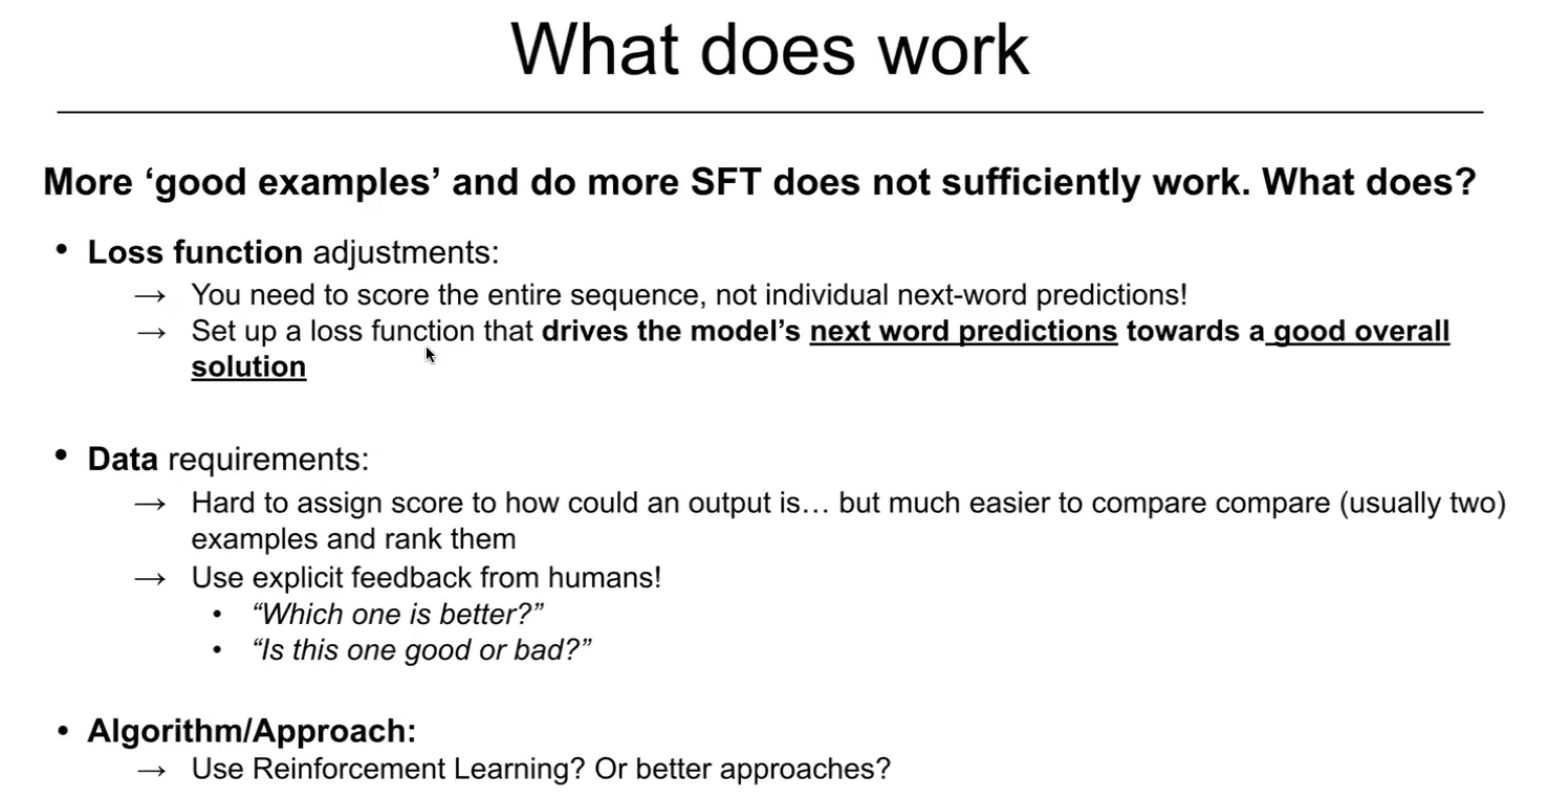 What does work
More ‘good examples’ and do more SFT does not sufficiently work. What does?
• Loss function adjustments:
→ You need to score the entire sequence, not individual next-word predictions!
→ Set up a loss function that drives the model’s next word predictions towards a good overall
solution
• Data requirements:
→ Hard to assign score to how could an output is… but much easier to compare compare (usually two)
examples and rank them
→ Use explicit feedback from humans!
• “Which one is better?”
• “Is this one good or bad?”
• Algorithm/Approach:
→ Use Reinforcement Learning? Or better approaches?